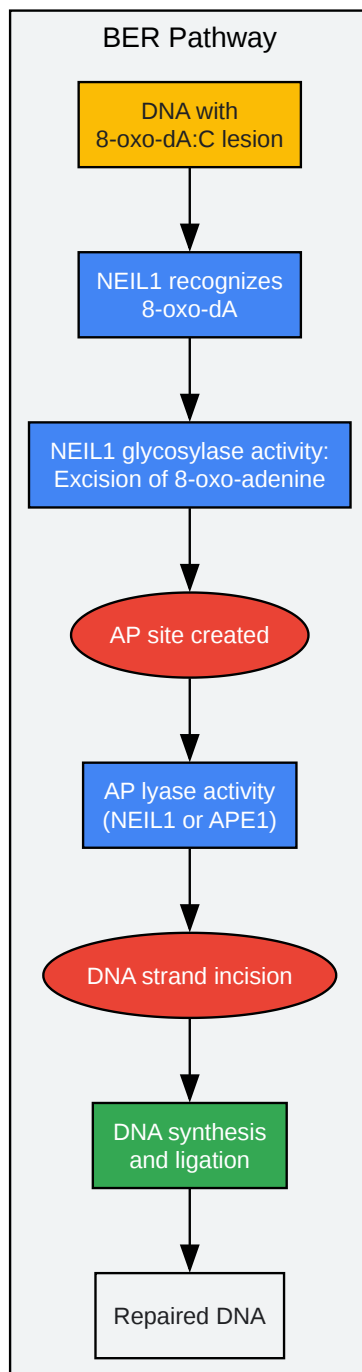 BER Pathway
DNA with
8-oxo-dA:C lesion
NEIL1 recognizes
8-oxo-dA
NEIL1 glycosylase activity:
Excision of 8-oxo-adenine
AP site created
AP lyase activity
(NEIL1 or APE1)
DNA strand incision
DNA synthesis
and ligation
Repaired DNA